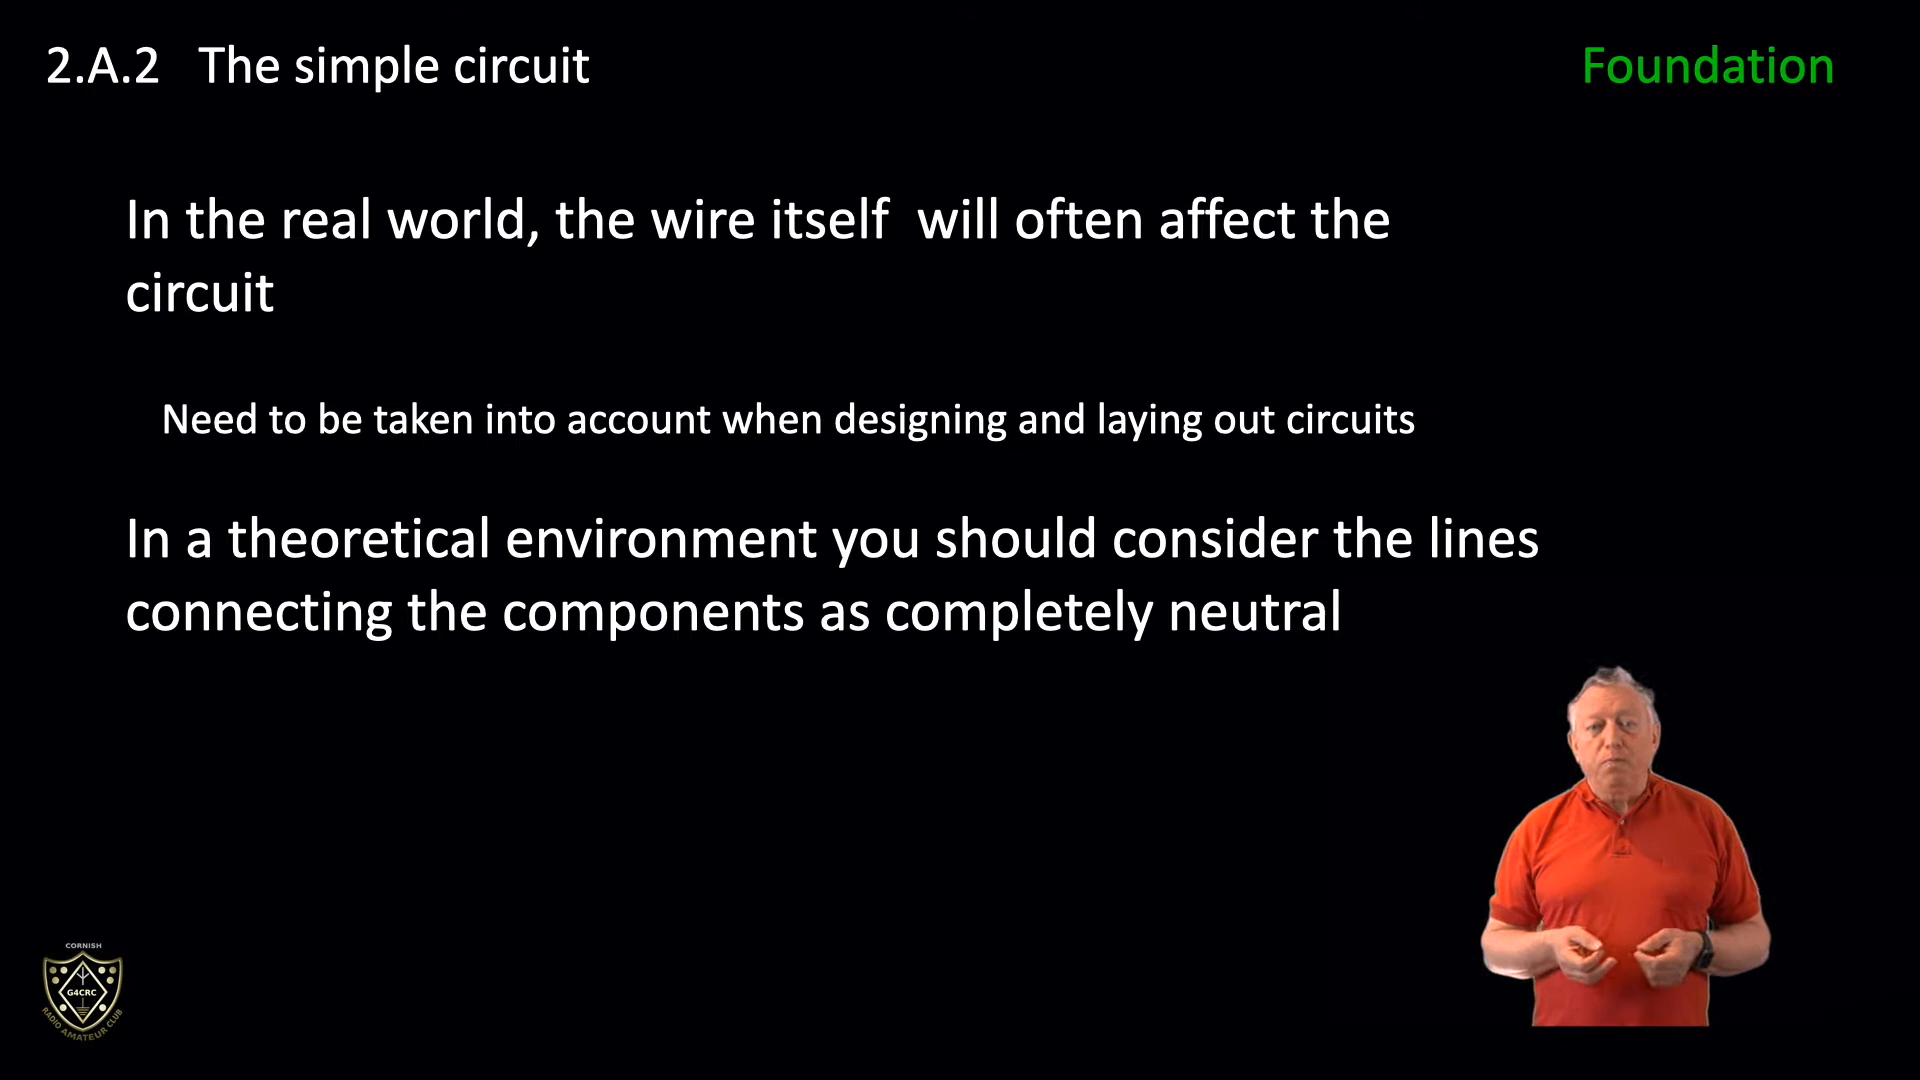 2.A.2 The simple circuit
Foundation
In the real world, the wire itself  will often affect the
circuit
Need to be taken into account when designing and laying out circuits
In a theoretical environment you should consider the lines
connecting the components as completely neutral
CORNISH
G4CRC
RADIO AMATEUR CLUB